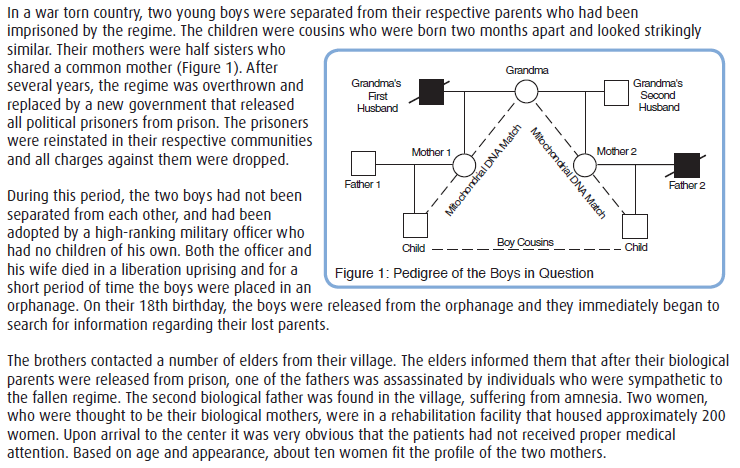 In a war torn country, two young boys were separated from their respective parents who had been
imprisoned by the regime. The children were cousins who were born two months apart and looked strikingly
similar. Their mothers were half sisters who
shared a common mother (Figure 1). After
several years, the regime was overthrown and
replaced by a new government that released
all political prisoners from prison. The prisoners
were reinstated in their respective communities
and all charges against them were dropped.
Grandma's
First
Husband
Grandma
Grandma's
Second
Husband
Mother 1
Mitochondrial DNA Match
Mitochondrial DNA Match
Mother 2
Father 1
Father 2
Child
Boy Cousins
Child
Figure 1: Pedigree of the Boys in Question
During this period, the two boys had not been
separated from each other, and had been
adopted by a high-ranking military officer who
had no children of his own. Both the officer and
his wife died in a liberation uprising and for a
short period of time the boys were placed in an
orphanage. On their 18th birthday, the boys were released from the orphanage and they immediately began to
search for information regarding their lost parents.
The brothers contacted a number of elders from their village. The elders informed them that after their biological
parents were released from prison, one of the fathers was assassinated by individuals who were sympathetic to
the fallen regime. The second biological father was found in the village, suffering from amnesia. Two women,
who were thought to be their biological mothers, were in a rehabilitation facility that housed approximately 200
women. Upon arrival to the center it was very obvious that the patients had not received proper medical
attention. Based on age and appearance, about ten women fit the profile of the two mothers.